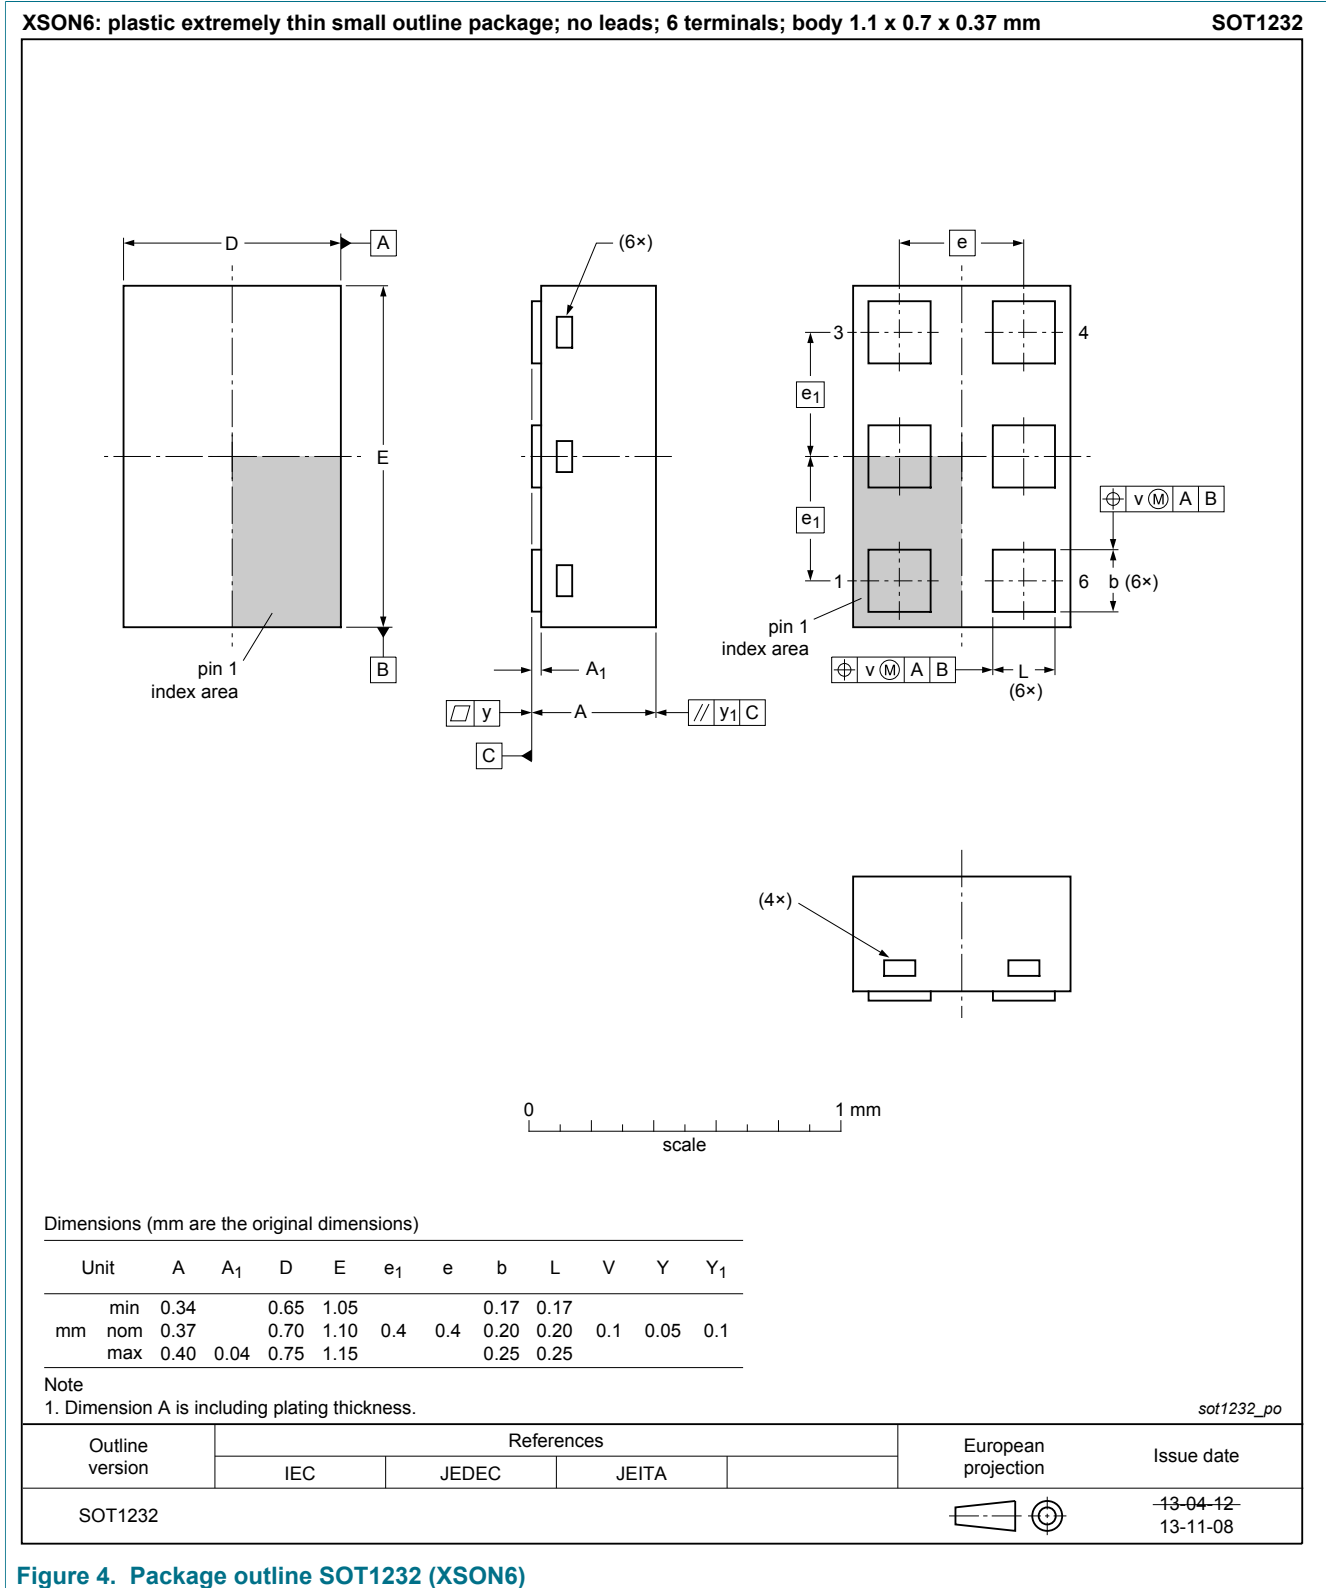 XSON6: plastic extremely thin small outline package; no leads; 6 terminals; body 1.1 x 0.7 x 0.37 mm SOT1232
D A (6×) e
3 4
e1
E
v M A B
e1
1 6 b (6×)
pin 1
index area
pin 1
index area
B A1 v M A B L
(6×)
y A // y1 C
C
(4×)
0 1 mm
scale
Dimensions (mm are the original dimensions)
Unit A A1 D E e1 e b L V Y Y1
min 0.34 0.65 1.05 0.17 0.17
mm nom 0.37 0.70 1.10 0.4 0.4 0.20 0.20 0.1 0.05 0.1
max 0.40 0.04 0.75 1.15 0.25 0.25
Note
1. Dimension A is including plating thickness. sot1232_po
Outline version References European projection Issue date
IEC JEDEC JEITA
SOT1232 13-04-12
13-11-08
Figure 4. Package outline SOT1232 (XSON6)